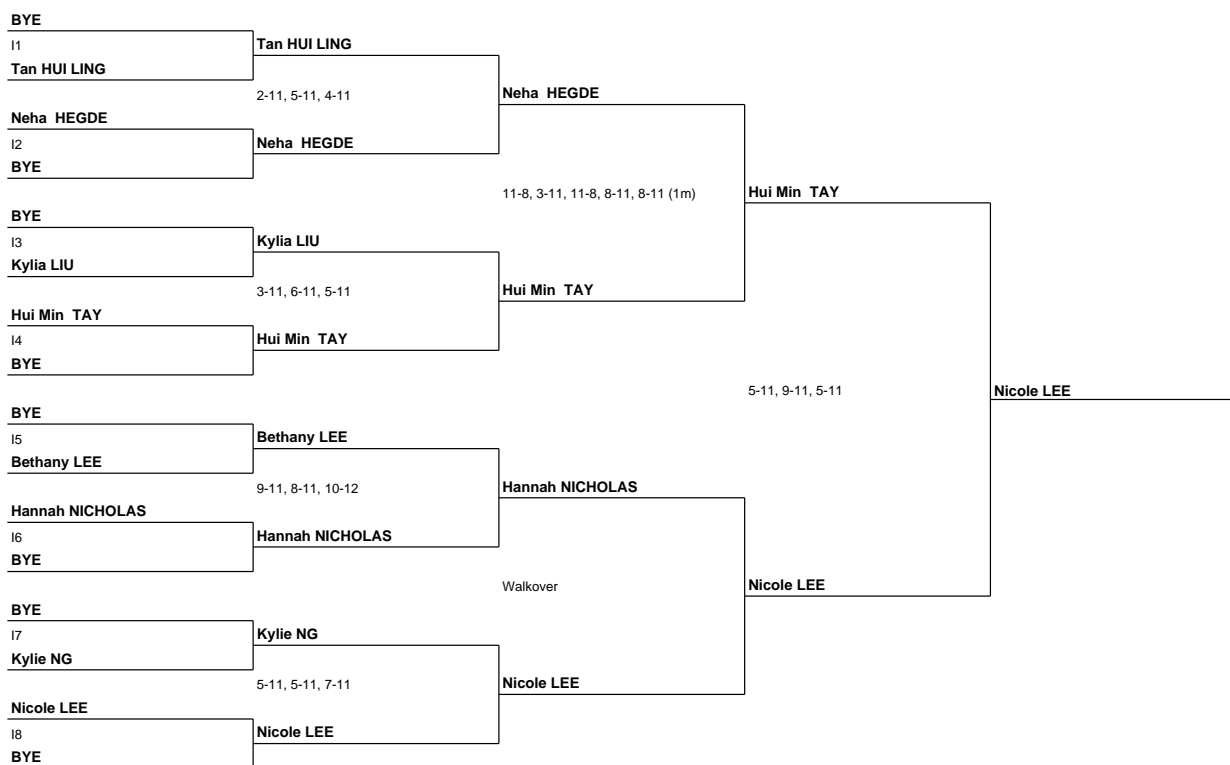 BYE
I1
Tan HUI LING
Tan HUI LING
2-11, 5-11, 4-11
Neha HEGDE
Neha HEGDE
I2
Neha HEGDE
BYE
11-8, 3-11, 11-8, 8-11, 8-11 (1m)
Hui Min TAY
BYE
I3
Kylia LIU
Kylia LIU
3-11, 6-11, 5-11
Hui Min TAY
Hui Min TAY
I4
Hui Min TAY
BYE
5-11, 9-11, 5-11
Nicole LEE
BYE
I5
Bethany LEE
Bethany LEE
9-11, 8-11, 10-12
Hannah NICHOLAS
Hannah NICHOLAS
I6
Hannah NICHOLAS
BYE
Walkover
Nicole LEE
BYE
I7
Kylie NG
Kylie NG
5-11, 5-11, 7-11
Nicole LEE
Nicole LEE
I8
Nicole LEE
BYE